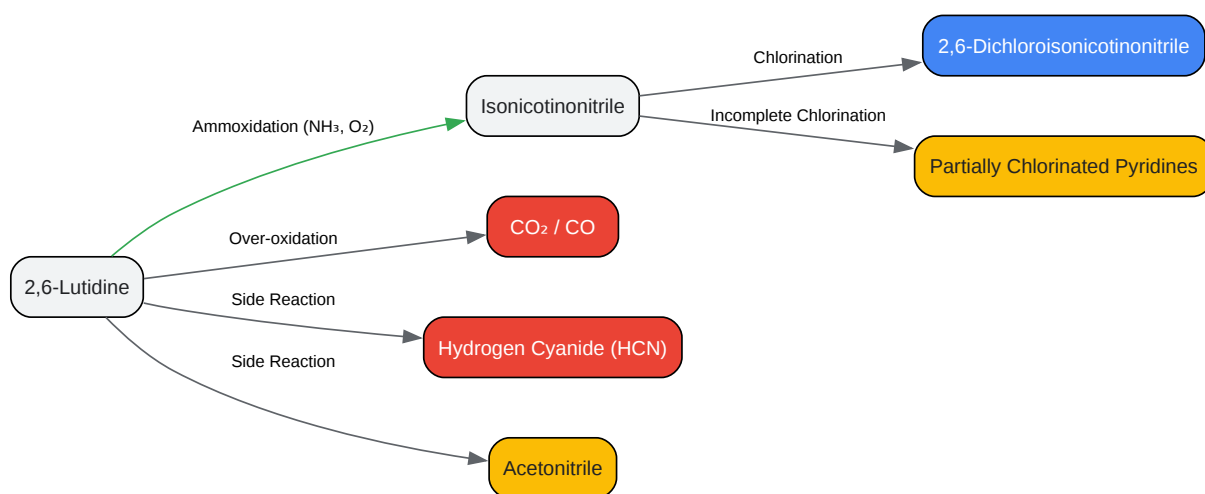 2,6-Dichloroisonicotinonitrile
Chlorination
Isonicotinonitrile
Incomplete Chlorination
Ammoxidation (NH₃, O₂)
Partially Chlorinated Pyridines
CO₂ / CO
Over-oxidation
2,6-Lutidine
Side Reaction
Hydrogen Cyanide (HCN)
Side Reaction
Acetonitrile